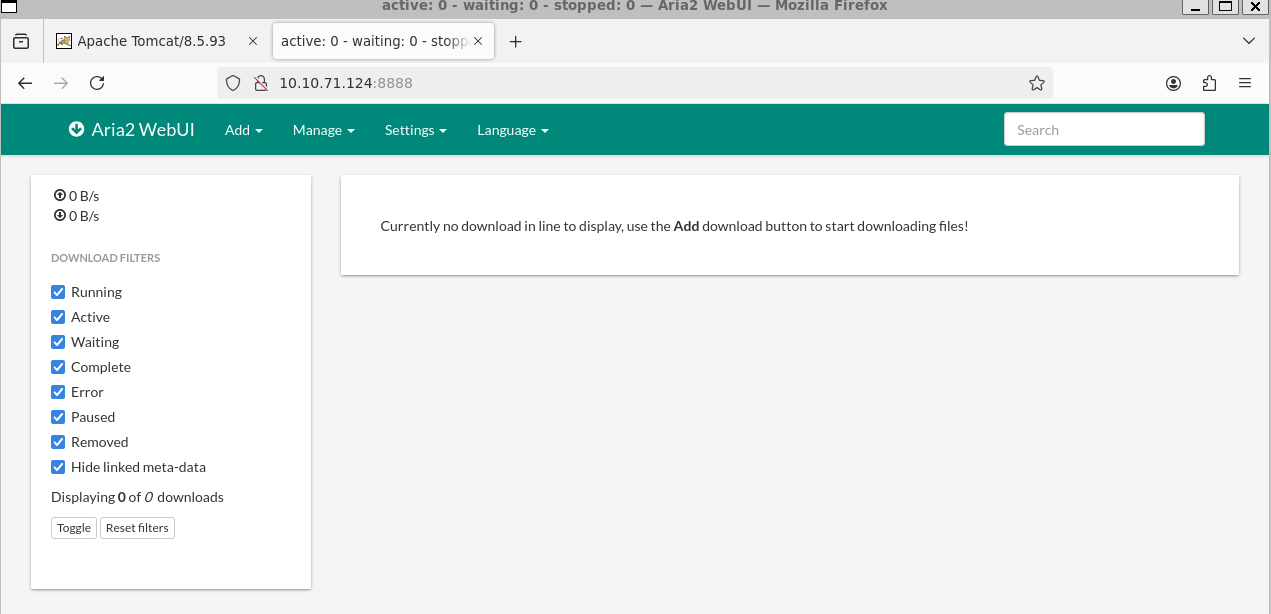 active: 0 - waiting: 0 - stopped: 0 — Aria2 WebUI — Mozilla Firefox
Apache Tomcat/8.5.93
active: 0 - waiting: 0 - stopp
10.10.71.124:8888
Aria2 WebUI Add Manage Settings Language Search
0 B/s
0 B/s
DOWNLOAD FILTERS
Running
Active
Waiting
Complete
Error
Paused
Removed
Hide linked meta-data
Displaying 0 of 0 downloads
Toggle Reset filters
Currently no download in line to display, use the Add download button to start downloading files!